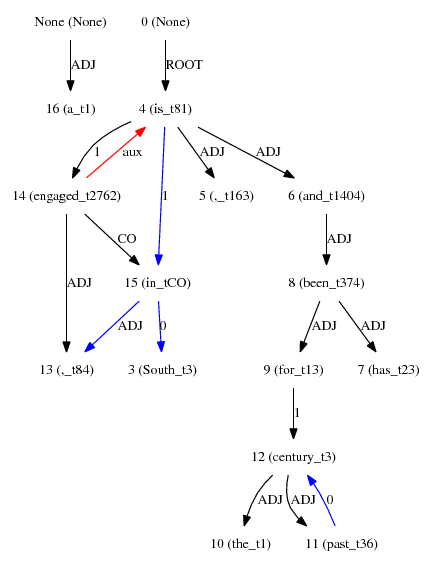 None (None) 0 (None)
ADJ ROOT
16 (a_t1) 4 (is_t81)
1 aux ADJ ADJ
14 (engaged_t2762) 1 5 (,_t163) 6 (and_t1404)
CO ADJ
ADJ 15 (in_tCO) 8 (been_t374)
ADJ 0 ADJ ADJ
13 (,_t84) 3 (South_t3) 9 (for_t13) 7 (has_t23)
1
12 (century_t3)
ADJ ADJ 0
10 (the_t1) 11 (past_t36)